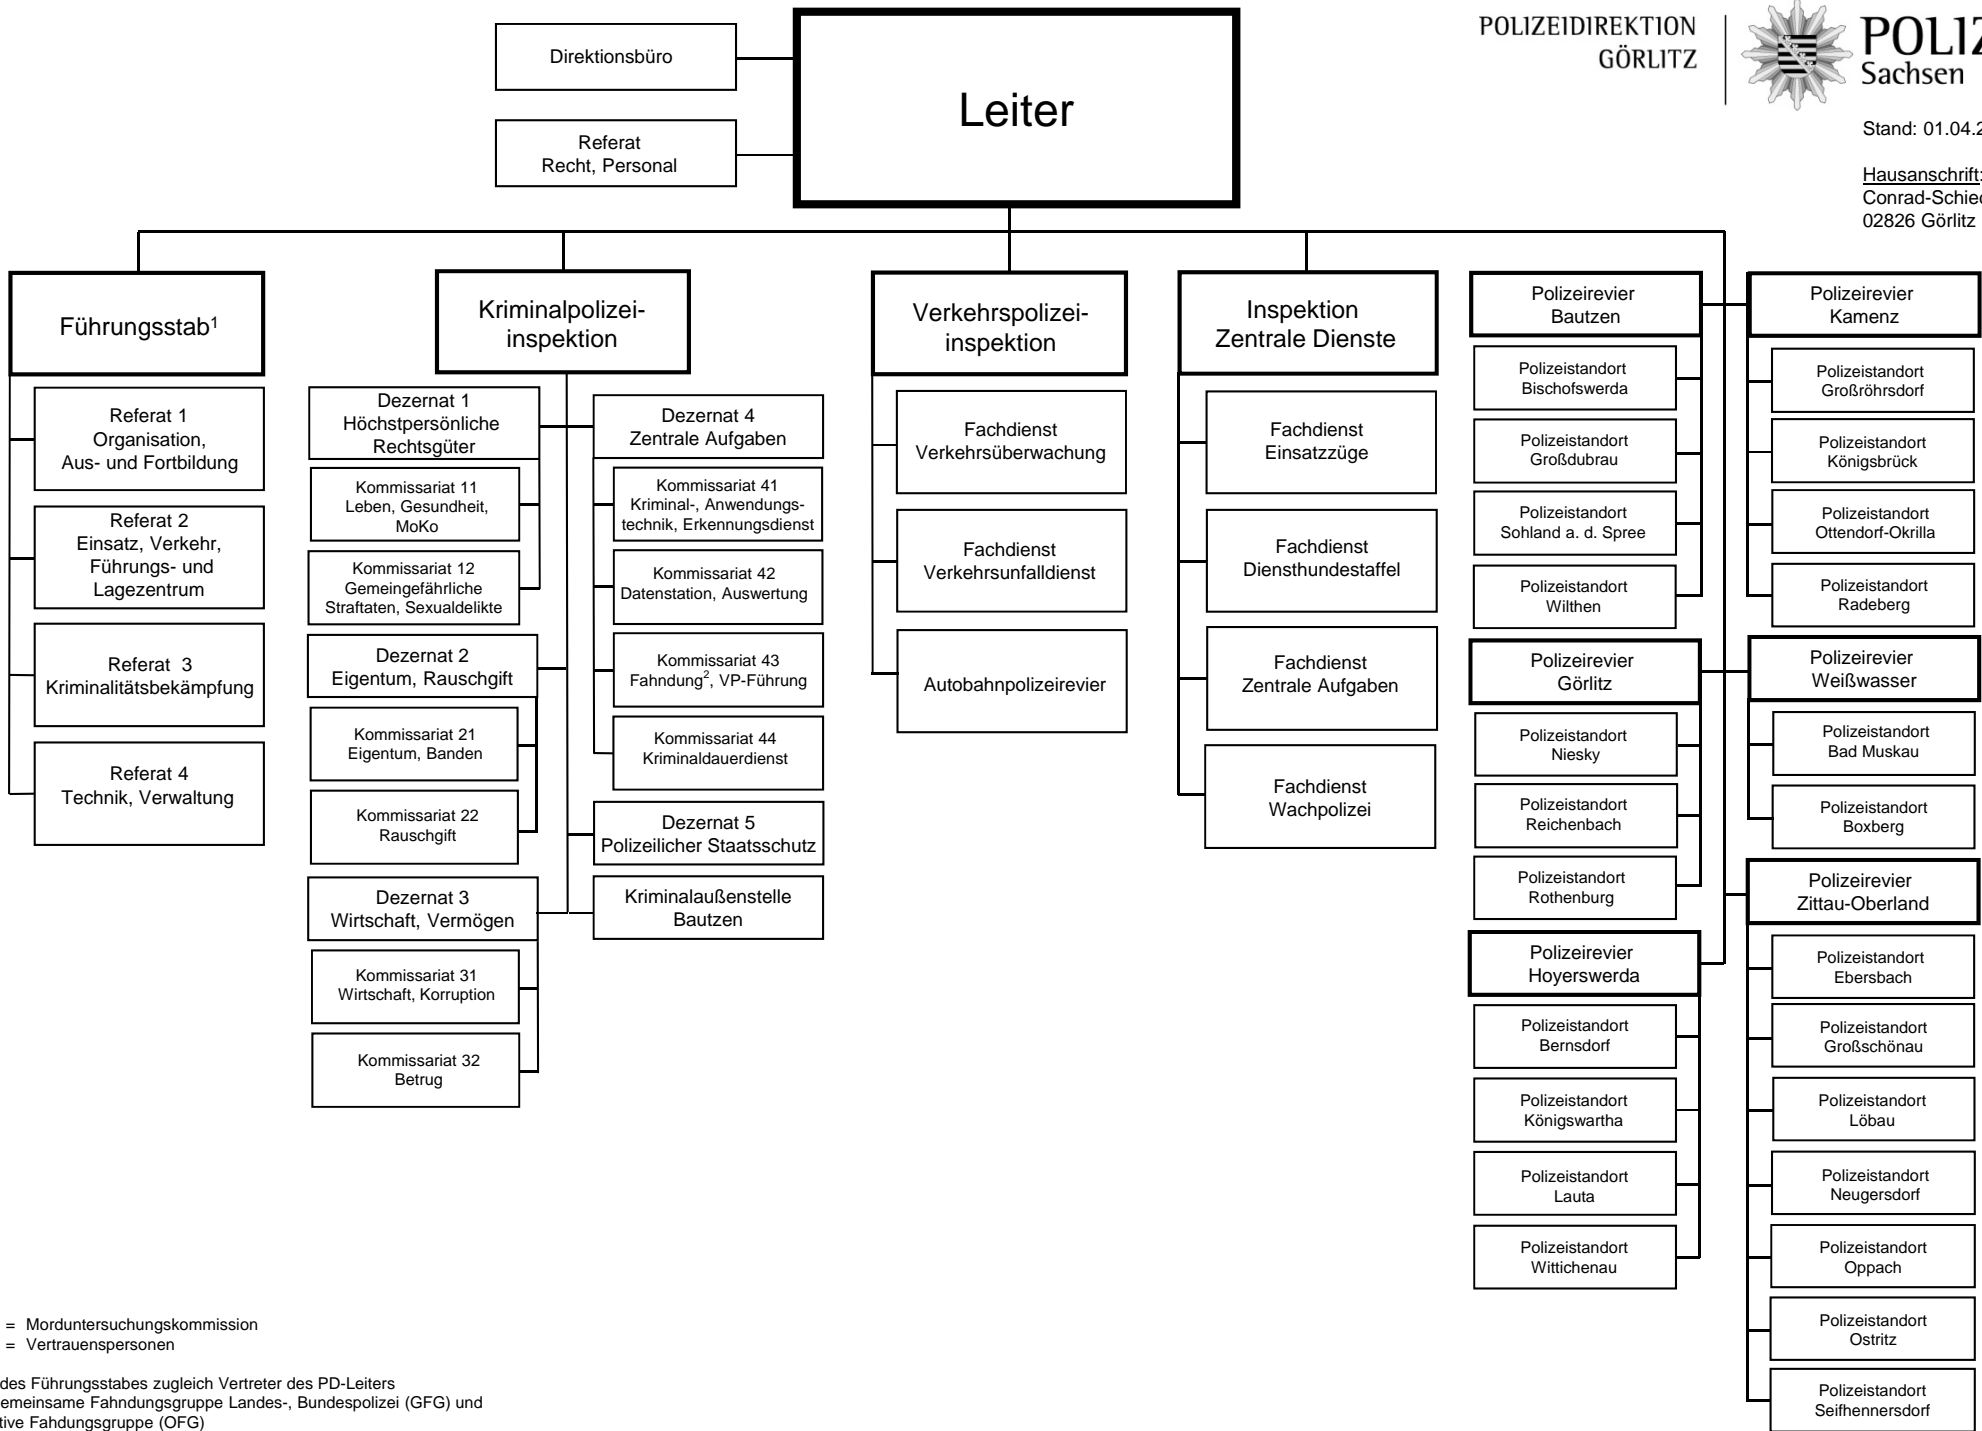 POLIZEIDIREKTION
GÖRLITZ
Sachsen
Stand:
Hausanschrift:
02826 Görlitz
Direktionsbüro
Referat
Recht, Personal
Leiter
Führungsstab¹
Referat 1
Organisation,
Aus- und Fortbildung
Referat 2
Einsatz, Verkehr,
Führungs- und
Lagezentrum
Referat 3
Kriminalitätsbekämpfung
Referat 4
Technik, Verwaltung
Kriminalpolizei-
inspektion
Dezernat 1
Höchstpersönliche
Rechtsgüter
Kommissariat 11
Leben, Gesundheit,
MoKo
Kommissariat 12
Gemeingefährliche
Straftaten, Sexualdelikte
Dezernat 2
Eigentum, Rauschgift
Kommissariat 21
Eigentum, Banden
Kommissariat 22
Rauschgift
Dezernat 3
Wirtschaft, Vermögen
Kommissariat 31
Wirtschaft, Korruption
Kommissariat 32
Betrug
Dezernat 4
Zentrale Aufgaben
Kommissariat 41
Kriminal-, Anwendungs-
technik, Erkennungsdienst
Kommissariat 42
Datenstation, Auswertung
Kommissariat 43
Fahndung², VP-Führung
Kommissariat 44
Kriminaldauerdienst
Dezernat 5
Polizeilicher Staatsschutz
Kriminalaußenstelle
Bautzen
Verkehrspolizei-
inspektion
Fachdienst
Verkehrsüberwachung
Fachdienst
Verkehrsunfalldienst
Autobahnpolizeirevier
Inspektion
Zentrale Dienste
Fachdienst
Einsatzzüge
Fachdienst
Diensthundestaffel
Fachdienst
Zentrale Aufgaben
Fachdienst
Wachpolizei
Polizeirevier
Bautzen
Polizeistandort
Bischofswerda
Polizeistandort
Großdubrau
Polizeistandort
Sohland a. d. Spree
Polizeistandort
Wilthen
Polizeirevier
Görlitz
Polizeistandort
Niesky
Polizeistandort
Reichenbach
Polizeistandort
Rothenburg
Polizeirevier
Hoyerswerda
Polizeistandort
Bernsdorf
Polizeistandort
Königswartha
Polizeistandort
Lauta
Polizeistandort
Wittichenau
Polizeirevier
Kamenz
Polizeistandort
Großröhrsdorf
Polizeistandort
Königsbrück
Polizeistandort
Ottendorf-Okrilla
Polizeistandort
Radeberg
Polizeirevier
Weißwasser
Polizeistandort
Bad Muskau
Polizeistandort
Boxberg
Polizeirevier
Zittau-Oberland
Polizeistandort
Ebersbach
Polizeistandort
Großschönau
Polizeistandort
Löbau
Polizeistandort
Neugersdorf
Polizeistandort
Oppach
Polizeistandort
Ostritz
Polizeistandort
Seifhennersdorf
= Morduntersuchungskommission
= Vertrauenspersonen
des Führungsstabes zugleich Vertreter des PD-Leiters
Fahndungsgruppe Landes-, Bundespolizei (GFG) und
Fahdungsgruppe (OFG)